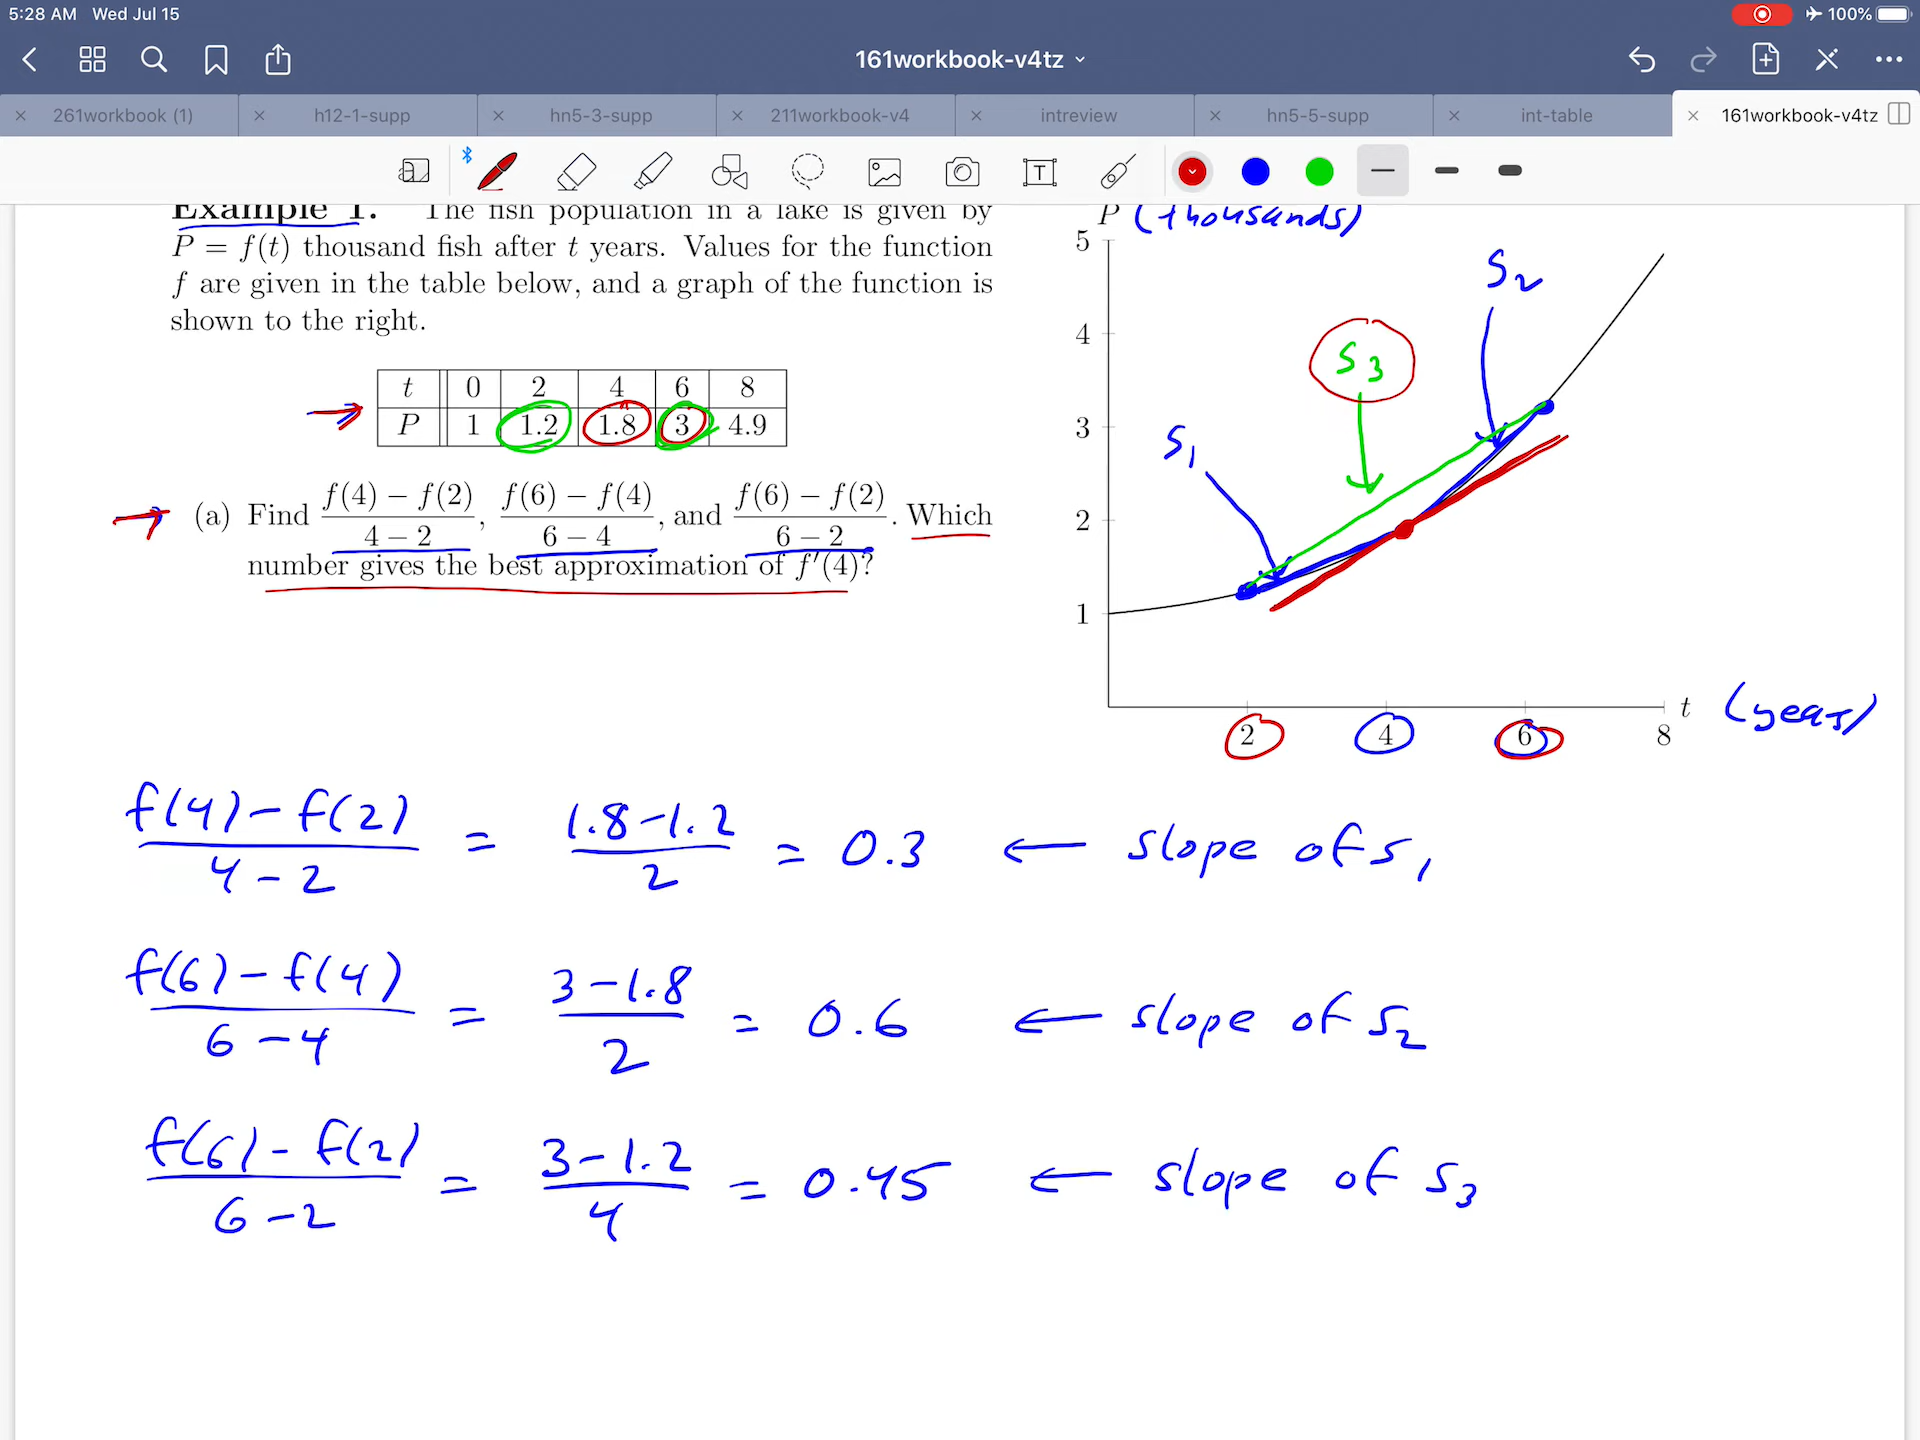 5:28 AM Wed Jul 15 100%
161workbook-v4tz
261workbook (1) h12-1-supp hn5-3-supp 211workbook-v4 intreview hn5-5-supp int-table 161workbook-v4tz
Example 1. The fish population in a lake is given by
P = f(t) thousand fish after t years. Values for the function
f are given in the table below, and a graph of the function is
shown to the right.
t 0 2 4 6 8
P 1 1.2 1.8 3 4.9
(a) Find (f(4) − f(2))/(4 − 2), (f(6) − f(4))/(6 − 4), and (f(6) − f(2))/(6 − 2). Which
number gives the best approximation of f′(4)?
P (thousands)
5
4
3
2
1
S1
S3
S2
2 4 6 8
t (years)
(f(4) − f(2))/(4 − 2) = (1.8 − 1.2)/2 = 0.3 ← slope of S1
(f(6) − f(4))/(6 − 4) = (3 − 1.8)/2 = 0.6 ← slope of S2
(f(6) − f(2))/(6 − 2) = (3 − 1.2)/4 = 0.45 ← slope of S3